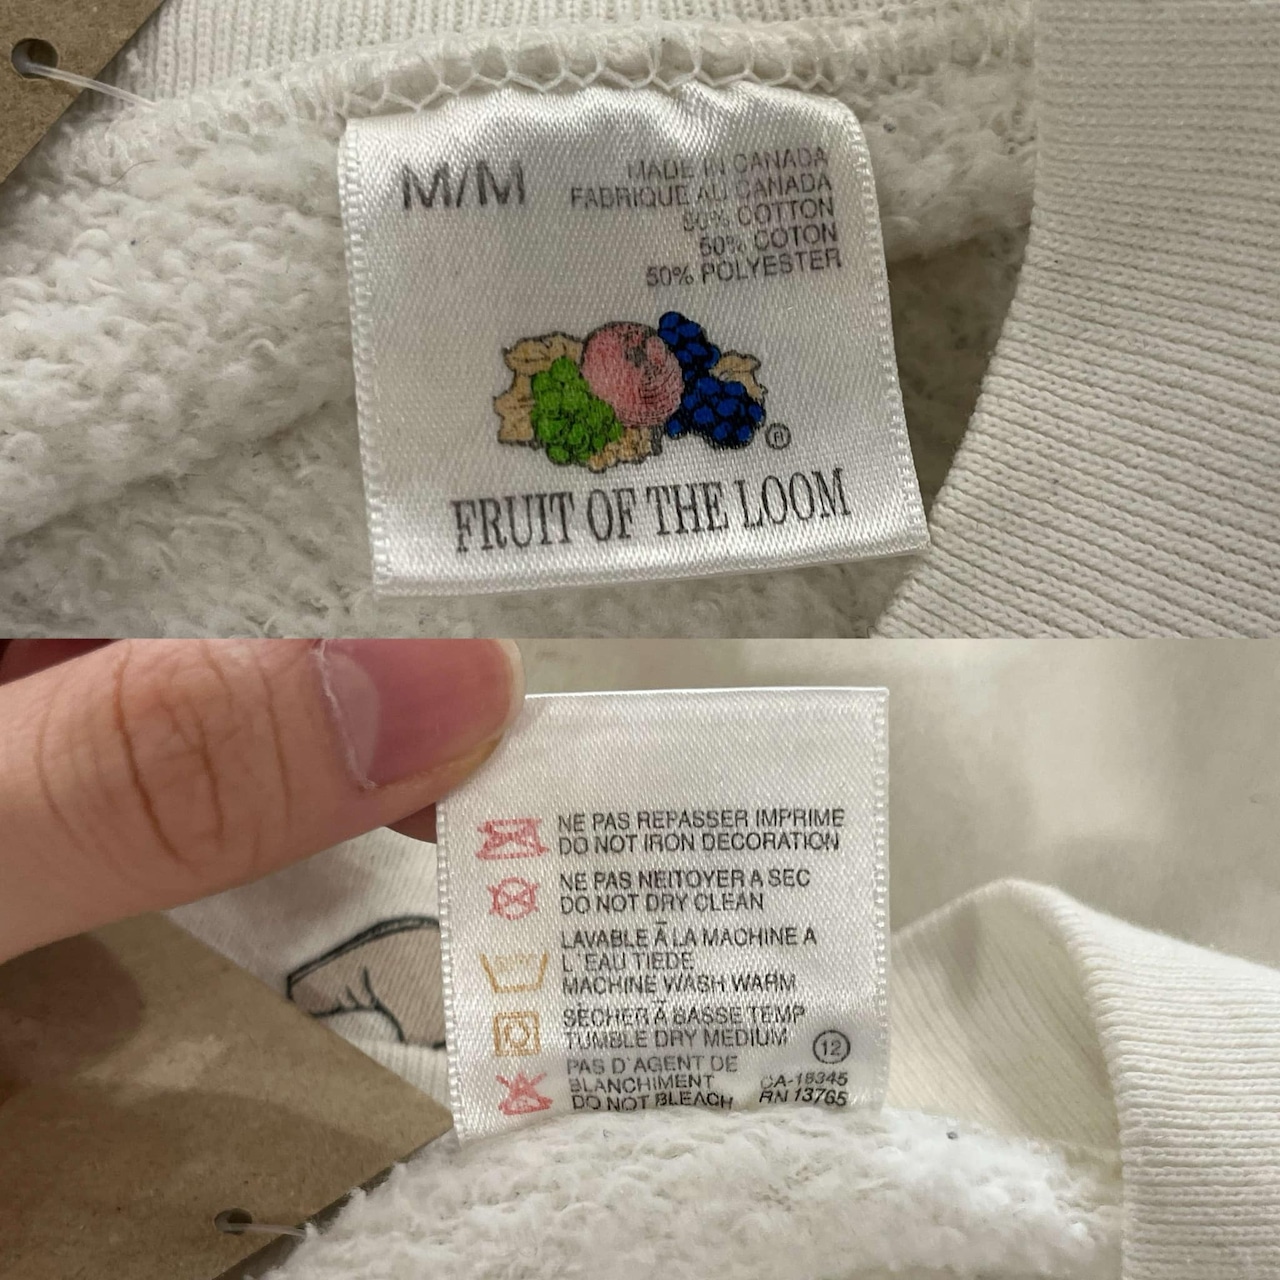 M/M
MADE IN CANADA
FABRIQUE AU CANADA
50% COTTON
50% COTON
50% POLYESTER
®
FRUIT OF THE LOOM
NE PAS REPASSER IMPRIME
DO NOT IRON DECORATION
NE PAS NEITOYER A SEC
DO NOT DRY CLEAN
LAVABLE À LA MACHINE A
L'EAU TIEDE
MACHINE WASH WARM
SÈCHER À BASSE TEMP
TUMBLE DRY MEDIUM
12
PAS D'AGENT DE
BLANCHIMENT
DO NOT BLEACH
CA-18345
RN 13765